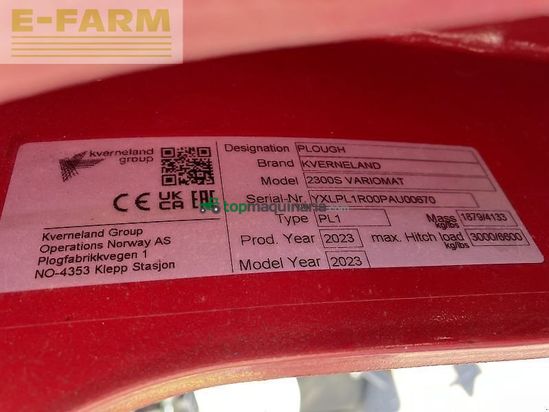 E-FARM
kverneland
group
CE UK CA EAC
Kverneland Group
Operations Norway AS
Plogfabrikkvegen 1
NO-4353 Klepp Stasjon
Designation PLOUGH
Brand KVERNELAND
Model 2300S VARIOMAT
Serial-Nr. YXLPL1R00PAU00670
topmaquinaria.com
Type PL1 Mass kg/lbs 1879/4133
Prod. Year 2023 max. Hitch load kg/lbs 3000/6600
Model Year 2023